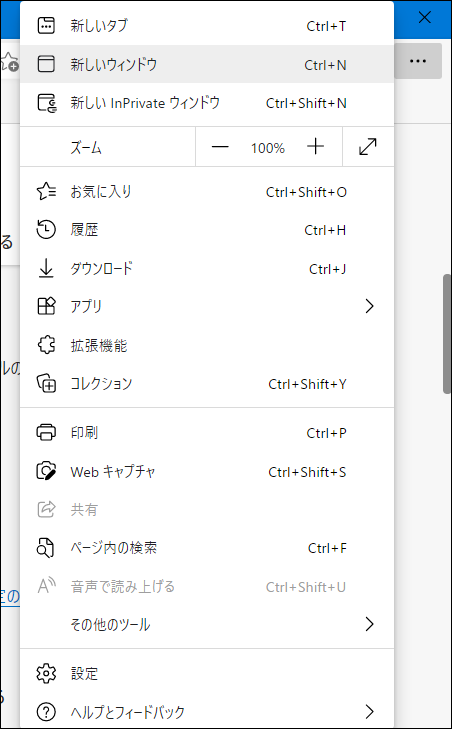 新しいタブ Ctrl+T
新しいウィンドウ Ctrl+N
新しい InPrivate ウィンドウ Ctrl+Shift+N
ズーム 100%
お気に入り Ctrl+Shift+O
履歴 Ctrl+H
る
ダウンロード Ctrl+J
アプリ
拡張機能
ルの
コレクション Ctrl+Shift+Y
印刷 Ctrl+P
Web キャプチャ Ctrl+Shift+S
共有
ページ内の検索 Ctrl+F
音声で読み上げる Ctrl+Shift+U
定の
その他のツール
設定
ヘルプとフィードバック